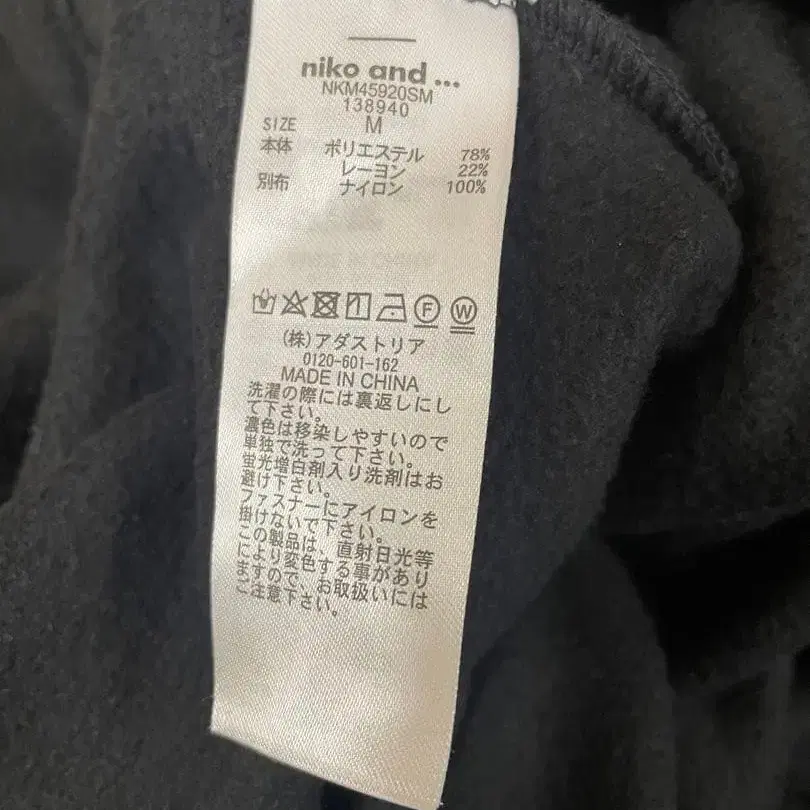 niko and ...
NKM45920SM
138940
SIZE M
本体 ポリエステル 78%
レーヨン 22%
別布 ナイロン 100%
F W
(株)アダストリア
0120-601-162
MADE IN CHINA
洗濯の際には裏返しにし
て下さい。
濃色は移染しやすいので
単独で洗って下さい。
蛍光増白剤入り洗剤はお
避け下さい。
ファスナーにアイロンを
掛けないで下さい。
この製品は、直射日光等
により変色する事があり
ますので、お取扱いには
ご注意下さい。